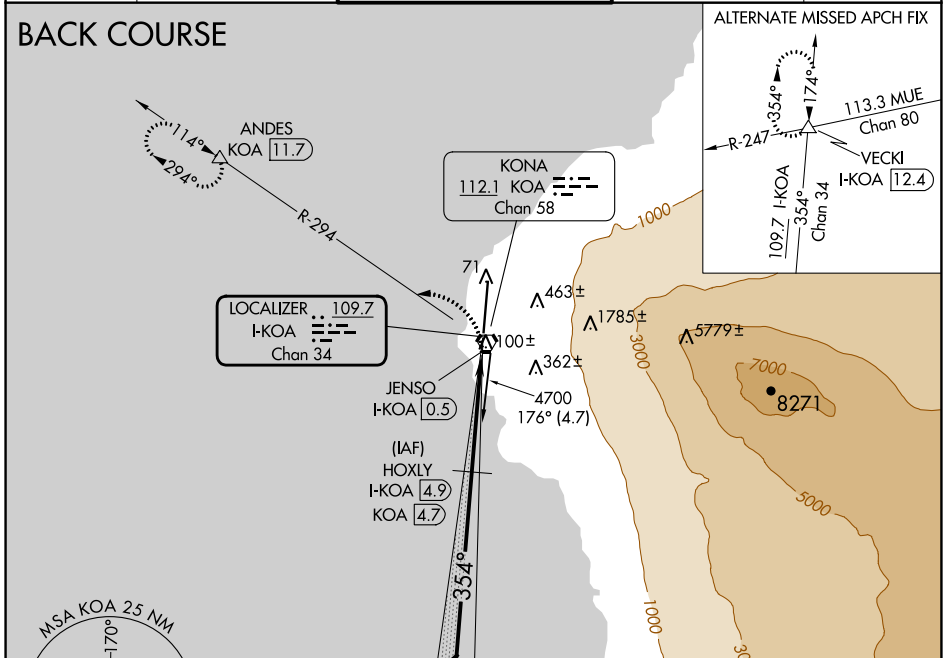 BACK COURSE
ALTERNATE MISSED APCH FIX
354°
174°
113.3 MUE
Chan 80
R-247
VECKI
I-KOA 12.4
109.7 I-KOA
354°
Chan 34
ANDES
KOA 11.7
114°
294°
R-294
KONA
112.1 KOA
Chan 58
1000
71
463±
1785±
5779±
LOCALIZER 109.7
I-KOA
Chan 34
100±
362±
3000
7000
8271
JENSO
I-KOA 0.5
4700
176° (4.7)
(IAF)
HOXLY
I-KOA 4.9
KOA 4.7
5000
354°
MSA KOA 25 NM
170°
1000